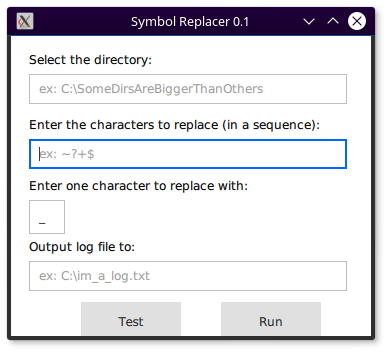 Symbol Replacer 0.1
Select the directory:
ex: C:\SomeDirsAreBiggerThanOthers
Enter the characters to replace (in a sequence):
ex: ~?+$
Enter one character to replace with:
_
Output log file to:
ex: C:\im_a_log.txt
Test Run